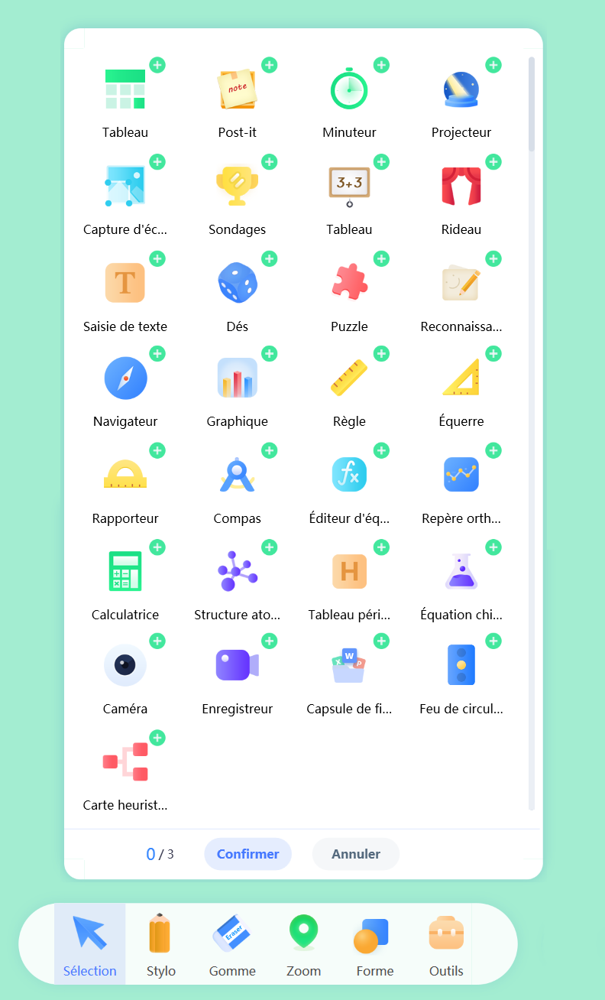 note
Tableau
Post-it
Minuteur
Projecteur
3+3
Capture d'éc...
Sondages
Tableau
Rideau
T
Saisie de texte
Dés
Puzzle
Reconnaissa...
Navigateur
Graphique
Règle
Équerre
fx
Rapporteur
Compas
Éditeur d'éq...
Repère orth...
H
Calculatrice
Structure ato...
Tableau péri...
Équation chi...
X W P
Caméra
Enregistreur
Capsule de fi...
Feu de circul...
Carte heurist...
0 / 3
Confirmer
Annuler
Eraser
Sélection
Stylo
Gomme
Zoom
Forme
Outils